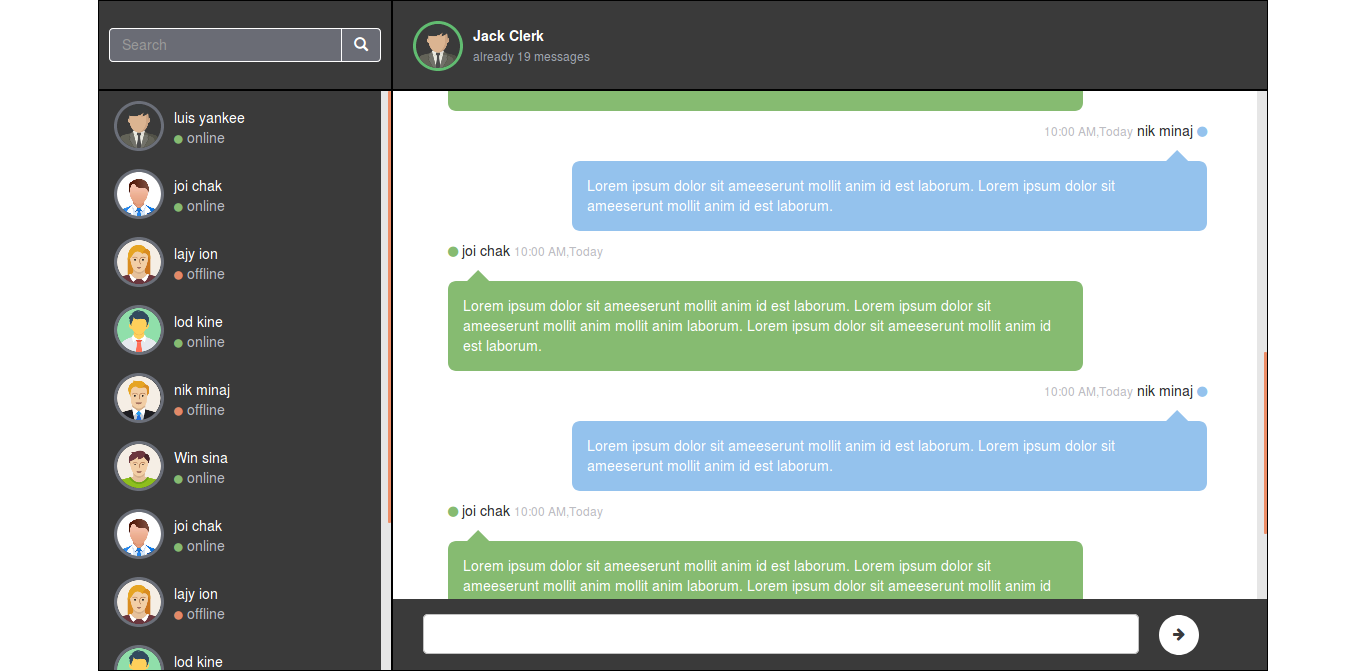 Search
luis yankee
online
joi chak
online
lajy ion
offline
lod kine
online
nik minaj
offline
Win sina
online
joi chak
online
lajy ion
offline
lod kine
Jack Clerk
already 19 messages
10:00 AM,Today nik minaj
Lorem ipsum dolor sit ameeserunt mollit anim id est laborum. Lorem ipsum dolor sit
ameeserunt mollit anim id est laborum.
joi chak 10:00 AM,Today
Lorem ipsum dolor sit ameeserunt mollit anim id est laborum. Lorem ipsum dolor sit
ameeserunt mollit anim mollit anim laborum. Lorem ipsum dolor sit ameeserunt mollit anim id
est laborum.
10:00 AM,Today nik minaj
Lorem ipsum dolor sit ameeserunt mollit anim id est laborum. Lorem ipsum dolor sit
ameeserunt mollit anim id est laborum.
joi chak 10:00 AM,Today
Lorem ipsum dolor sit ameeserunt mollit anim id est laborum. Lorem ipsum dolor sit
ameeserunt mollit anim mollit anim laborum. Lorem ipsum dolor sit ameeserunt mollit anim id